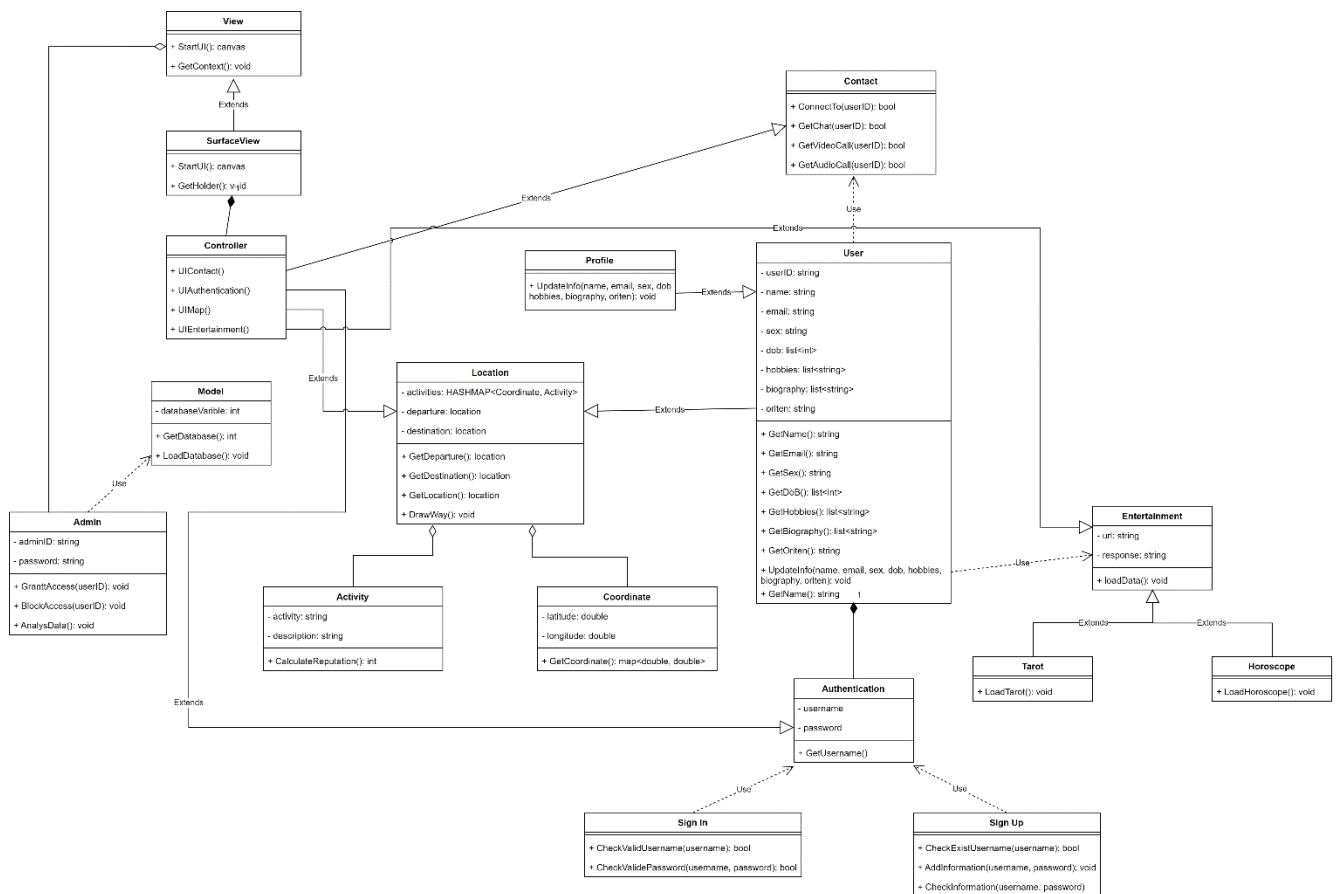 View
+ StartUI(): canvas
+ GetContext(): void
Extends
SurfaceView
+ StartUI(): canvas
+ GetHolder():
Controller
+ UIContact()
+ UIAuthentication()
+ UIMap()
+ UIEntertainment()
Contact
+ ConnectTo(userID): bool
+ GetChat(userID): bool
+ GetVideoCall(userID): bool
+ GetAudioCall(userID): bool
Extends
Use
Extends
Profile
+ UpdateInfo(name, email, sex, dob
hobbies, biography, oriten): void
Extends
User
- userID: string
- name: string
- email: string
- sex: string
- dob: list<int>
- hobbies: list<string>
- biography: list<string>
- oriten: string
+ GetName(): string
+ GetEmail(): string
+ GetSex(): string
+ GetDoB(): list<int>
+ GetHobbies(): list<string>
+ GetBiography(): list<string>
+ GetOriten(): string
+ UpdateInfo(name, email, sex, dob, hobbies,
biography, oriten): void
+ GetName(): string
1
Extends
Location
- activities: HASHMAP<Coordinate, Activity>
- departure: location
- destination: location
+ GetDeparture(): location
+ GetDestination(): location
+ GetLocation(): location
+ DrawWay(): void
Extends
Model
- databaseVarible: int
+ GetDatabase(): int
+ LoadDatabase(): void
Use
Admin
- adminID: string
- password: string
+ GranttAccess(userID): void
+ BlockAccess(userID): void
+ AnalysData(): void
Activity
- activity: string
- description: string
+ CalculateReputation(): int
Coordinate
- latitude: double
- longitude: double
+ GetCoordinate(): map<double, double>
Use
Entertainment
- url: string
- response: string
+ loadData(): void
Extends
Extends
Tarot
+ LoadTarot(): void
Horoscope
+ LoadHoroscope(): void
Extends
Authentication
- username
- password
+ GetUsername()
Use
Use
Sign In
+ CheckValidUsername(username): bool
+ CheckValidePassword(username, password): bool
Sign Up
+ CheckExistUsername(username): bool
+ AddInformation(username, password): void
+ CheckInformation(username, password)